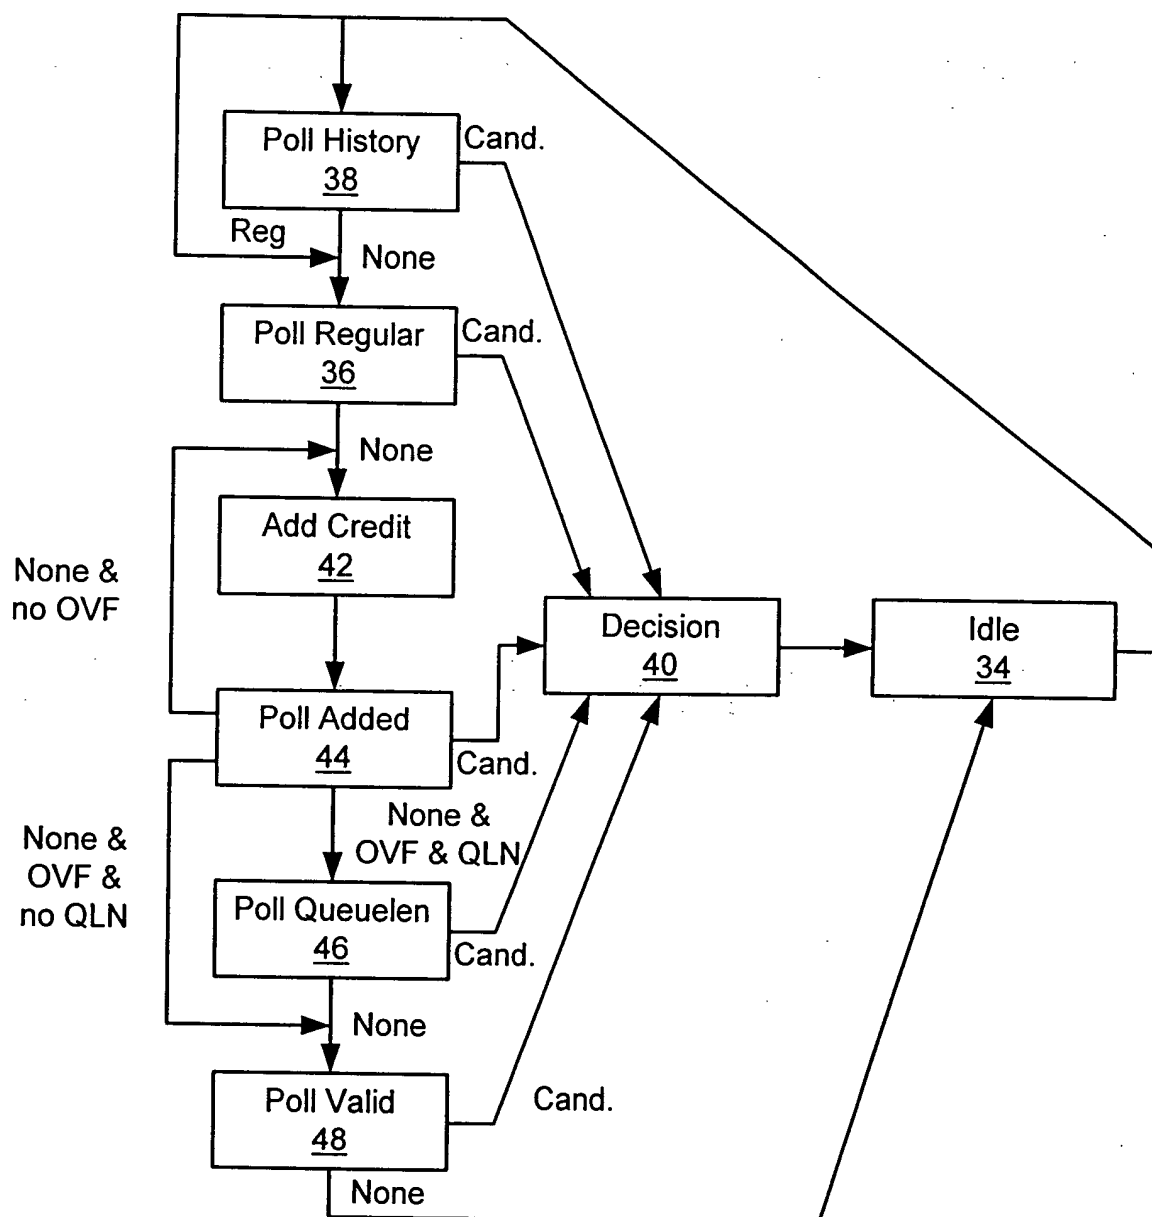 Poll History
38
Cand.
Reg
None
Poll Regular
36
Cand.
None
Add Credit
42
None &
no OVF
Decision
40
Idle
34
Poll Added
44
Cand.
None &
OVF & QLN
None &
OVF &
no QLN
Poll Queuelen
46
Cand.
None
Poll Valid
48
Cand.
None